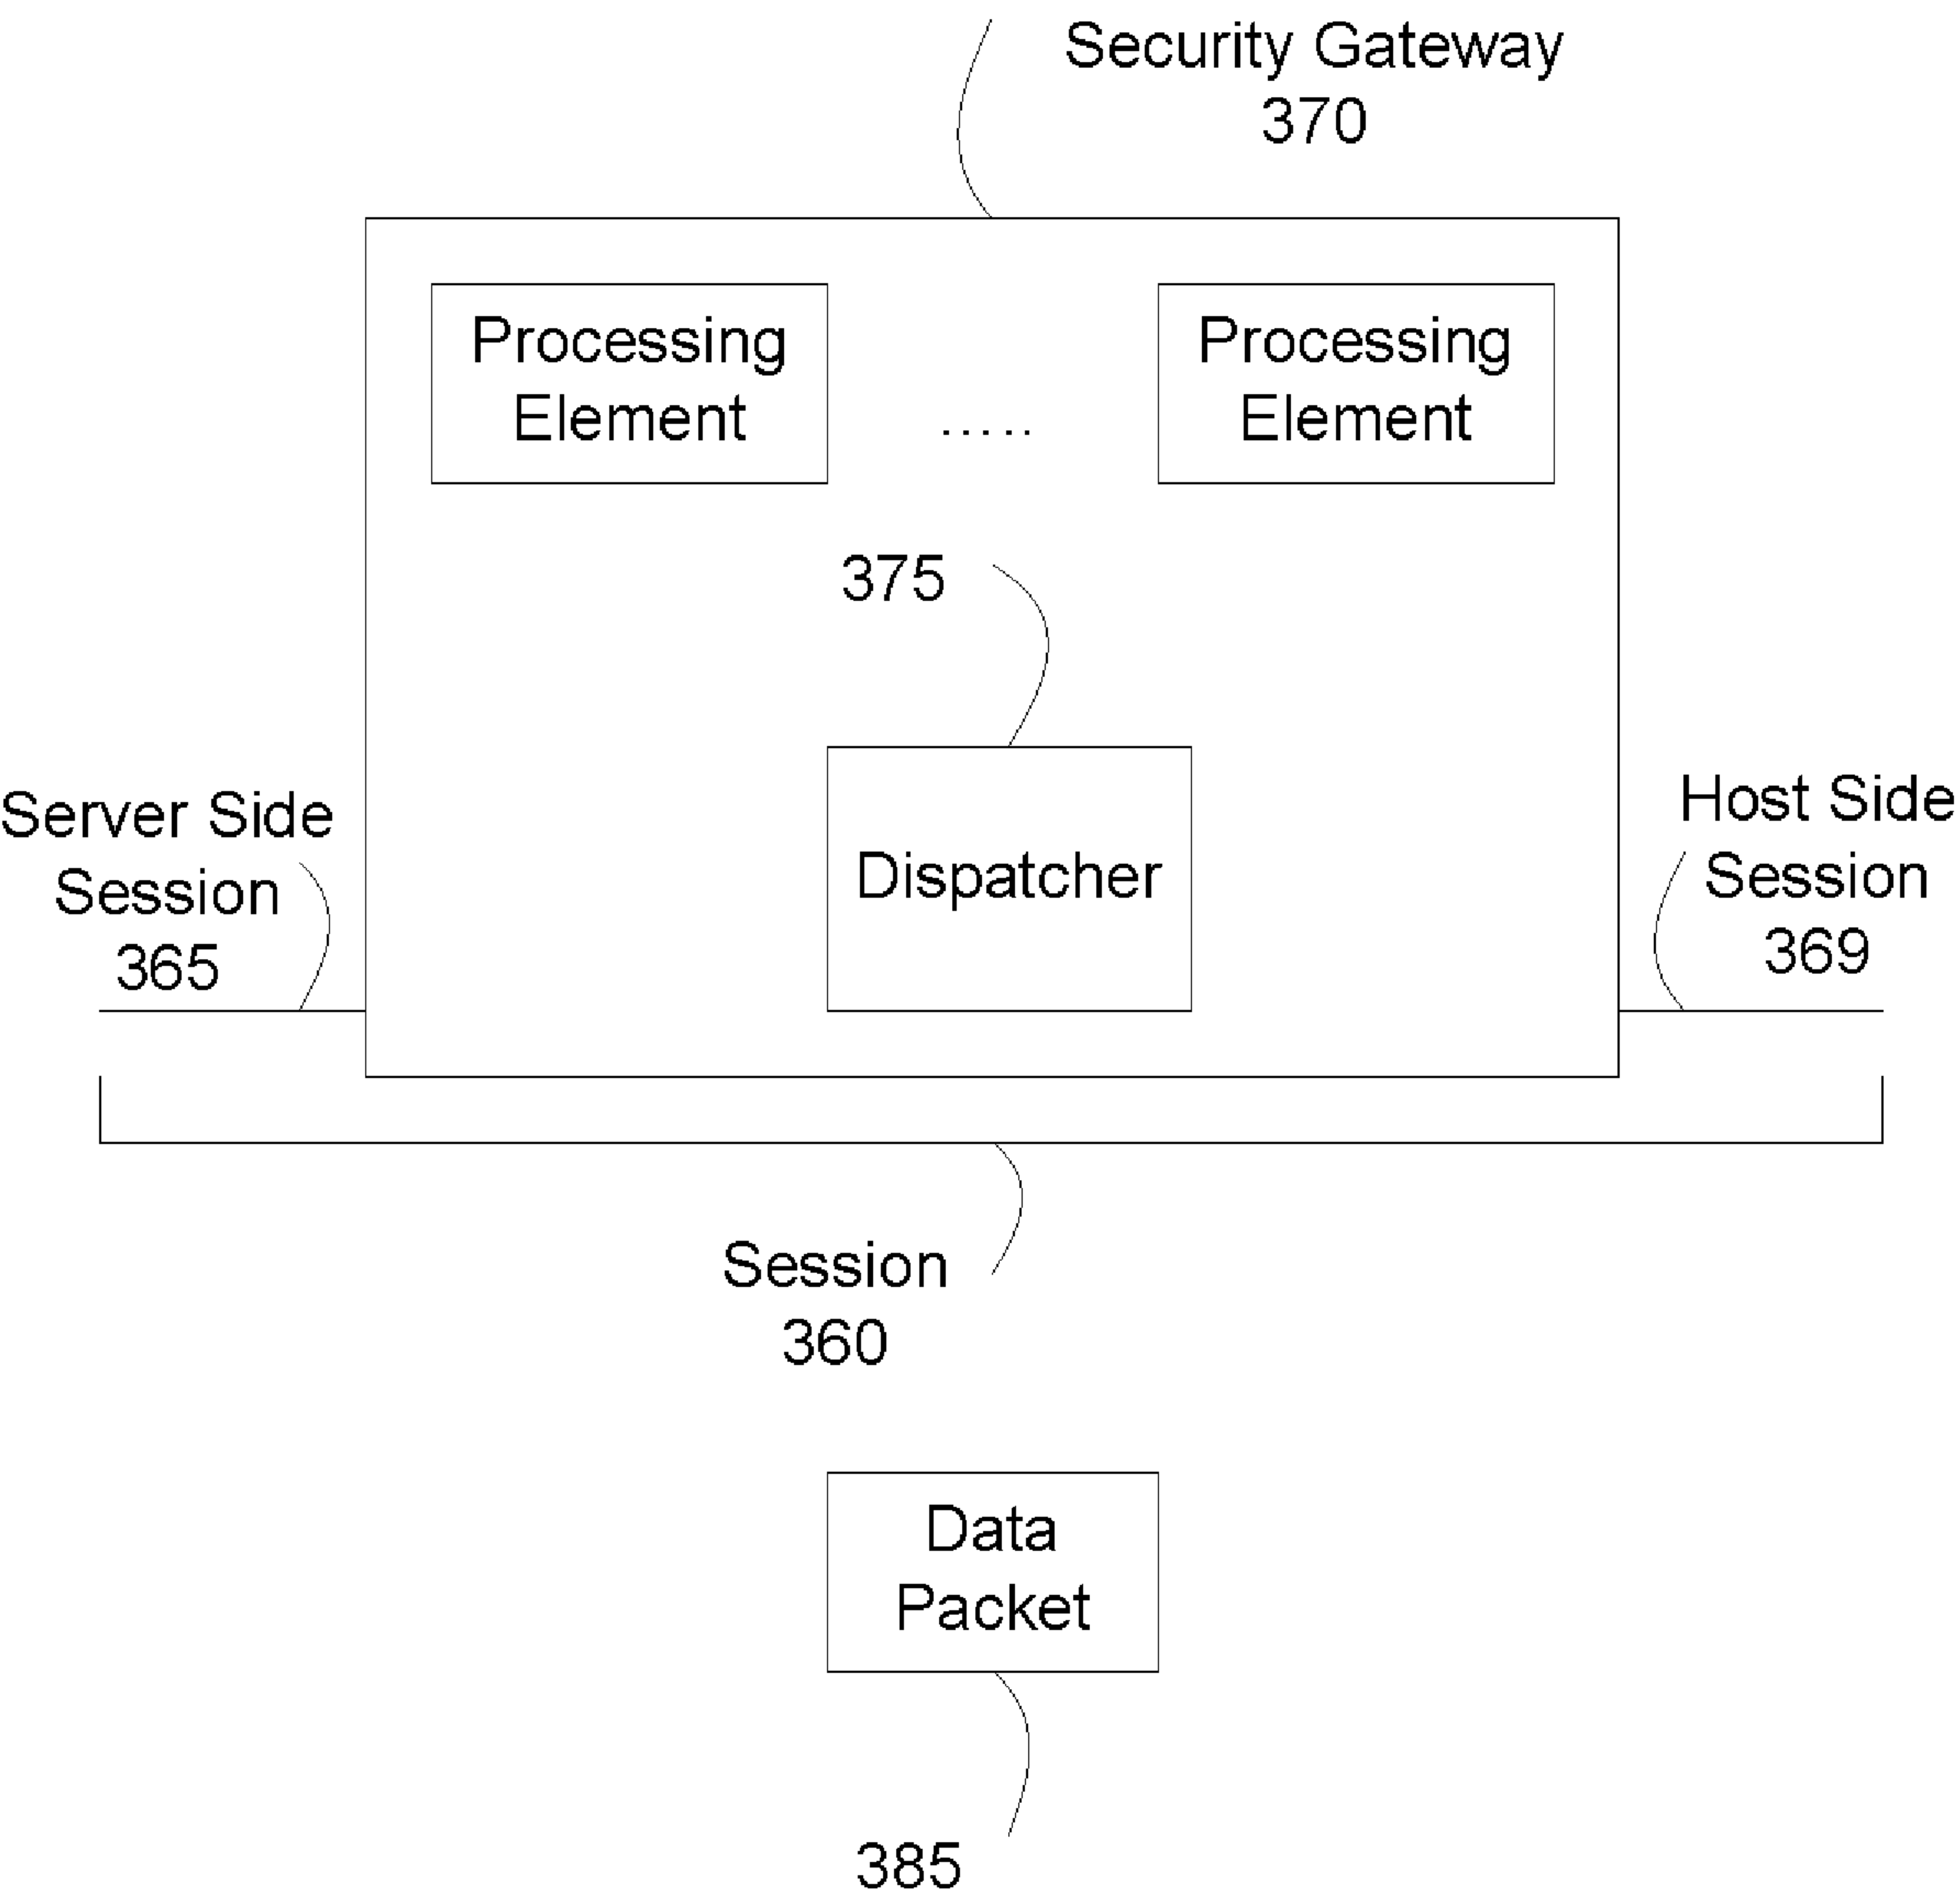 Security Gateway
370
Processing
Element
.....
Processing
Element
375
Dispatcher
Server Side
Session
365
Host Side
Session
369
Session
360
Data
Packet
385